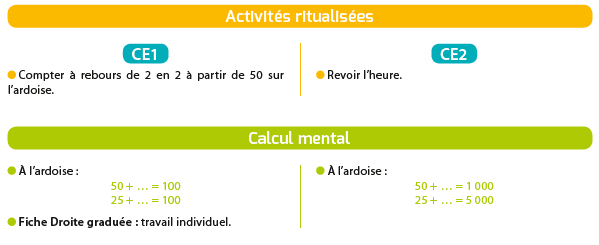 Activités ritualisées
CE1
● Compter à rebours de 2 en 2 à partir de 50 sur
l'ardoise.
CE2
● Revoir l'heure.
Calcul mental
● À l'ardoise :
50 + … = 100
25 + … = 100
● Fiche Droite graduée : travail individuel.
● À l'ardoise :
50 + … = 1 000
25 + … = 5 000